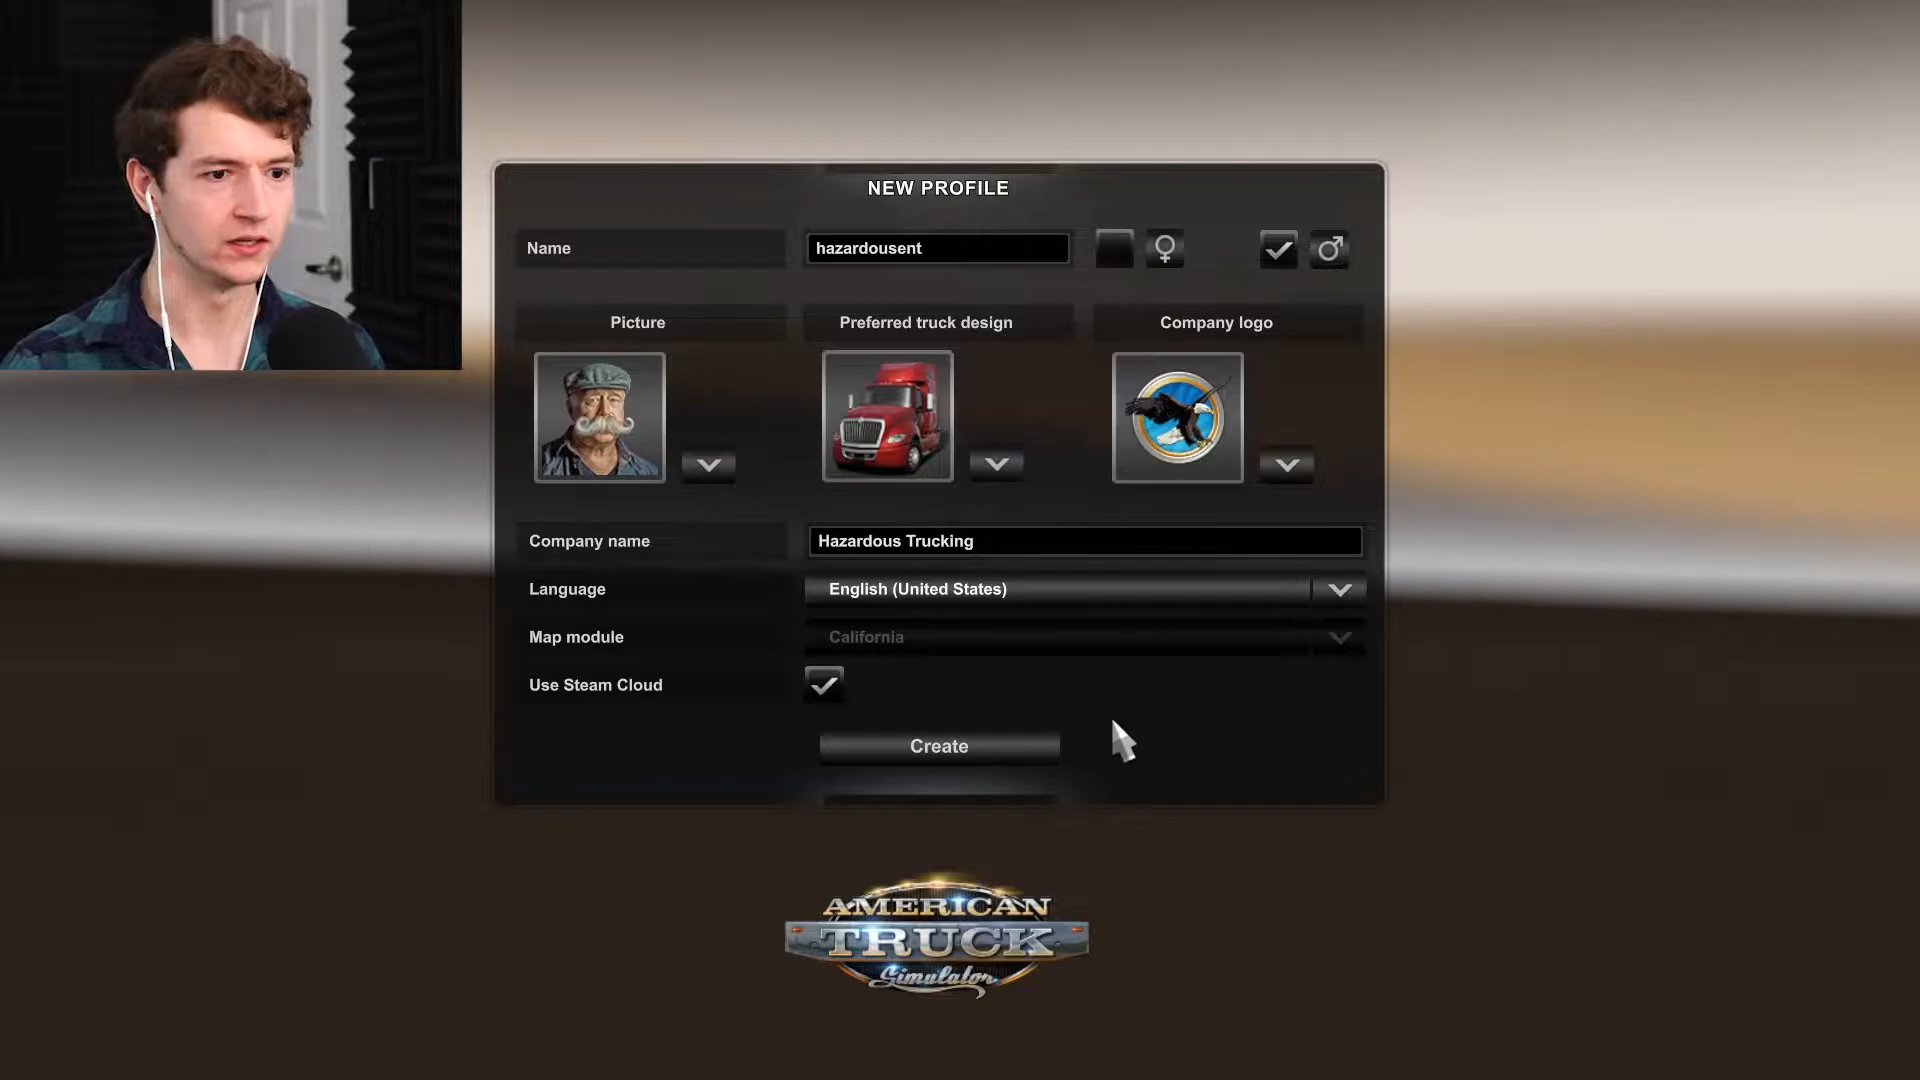 NEW PROFILE
Name
hazardousent
Picture
Preferred truck design
Company logo
Company name
Hazardous Trucking
Language
English (United States)
Map module
California
Use Steam Cloud
Create
AMERICAN
TRUCK
Simulator